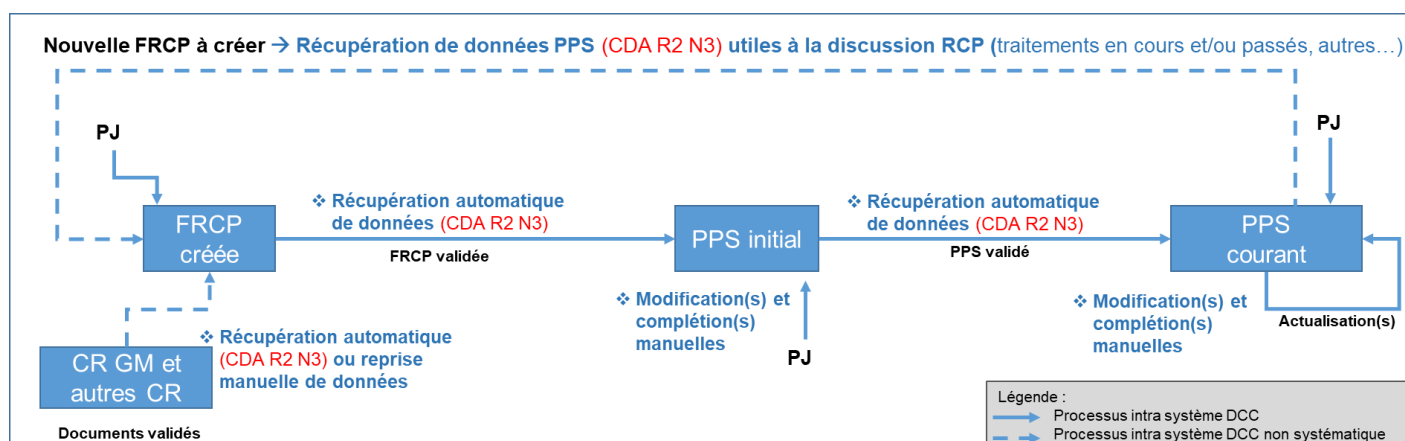 Nouvelle FRCP à créer → Récupération de données PPS (CDA R2 N3) utiles à la discussion RCP (traitements en cours et/ou passés, autres…)
PJ
PJ
❖ Récupération automatique
de données (CDA R2 N3)
❖ Récupération automatique
de données (CDA R2 N3)
FRCP
créée
FRCP validée
PPS initial
PPS validé
PPS
courant
❖ Modification(s) et
complétion(s)
manuelles
PJ
❖ Modification(s) et
complétion(s)
manuelles
Actualisation(s)
❖ Récupération automatique
(CDA R2 N3) ou reprise
manuelle de données
CR GM et
autres CR
Documents validés
Légende :
Processus intra système DCC
Processus intra DCC non systématique